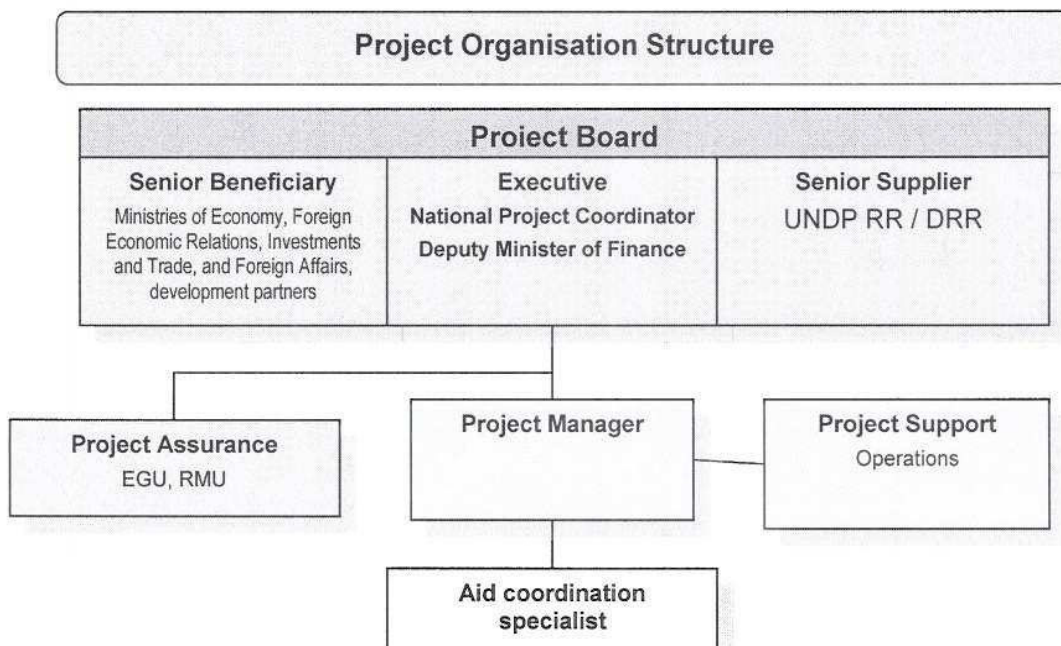 Project Organisation Structure
Project Board
Senior Beneficiary
Ministries of Economy, Foreign
Economic Relations, Investments
and Trade, and Foreign Affairs,
development partners
Executive
National Project Coordinator
Deputy Minister of Finance
Senior Supplier
UNDP RR / DRR
Project Assurance
EGU, RMU
Project Manager
Project Support
Operations
Aid coordination
specialist